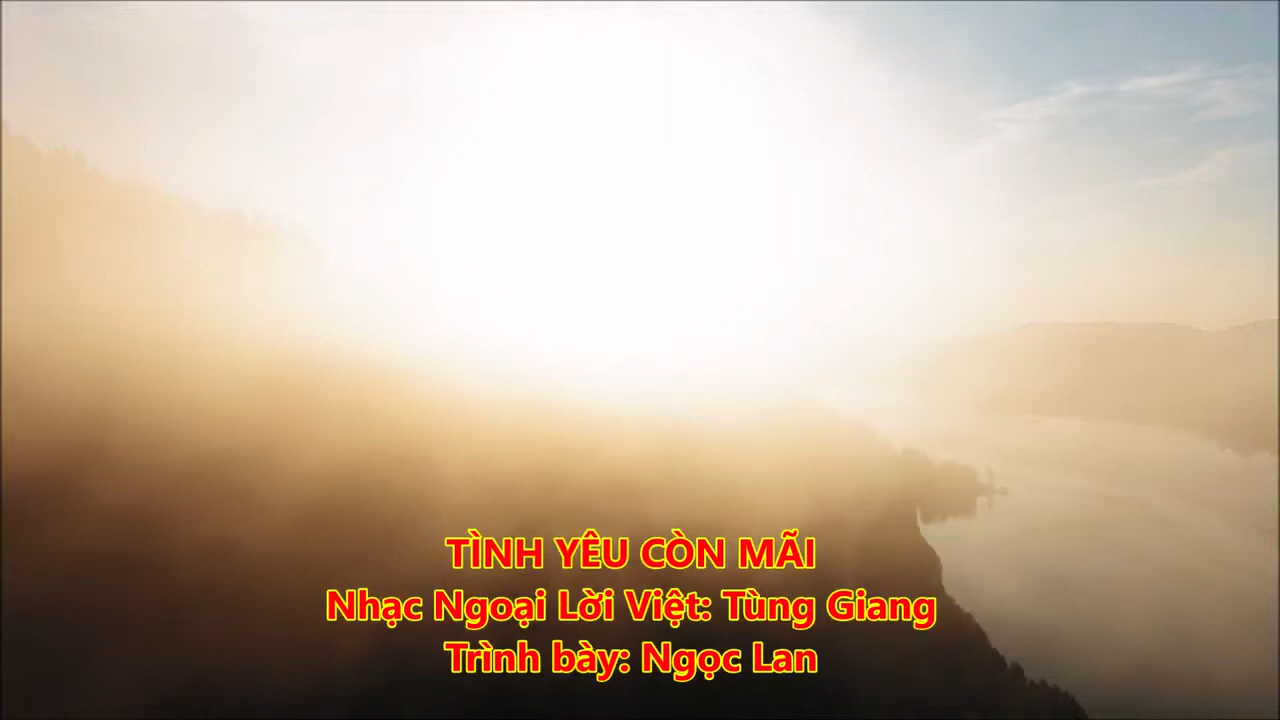 TÌNH YÊU CÒN MÃI
Nhạc Ngoại Lời Việt: Tùng Giang
Trình bày: Ngọc Lan